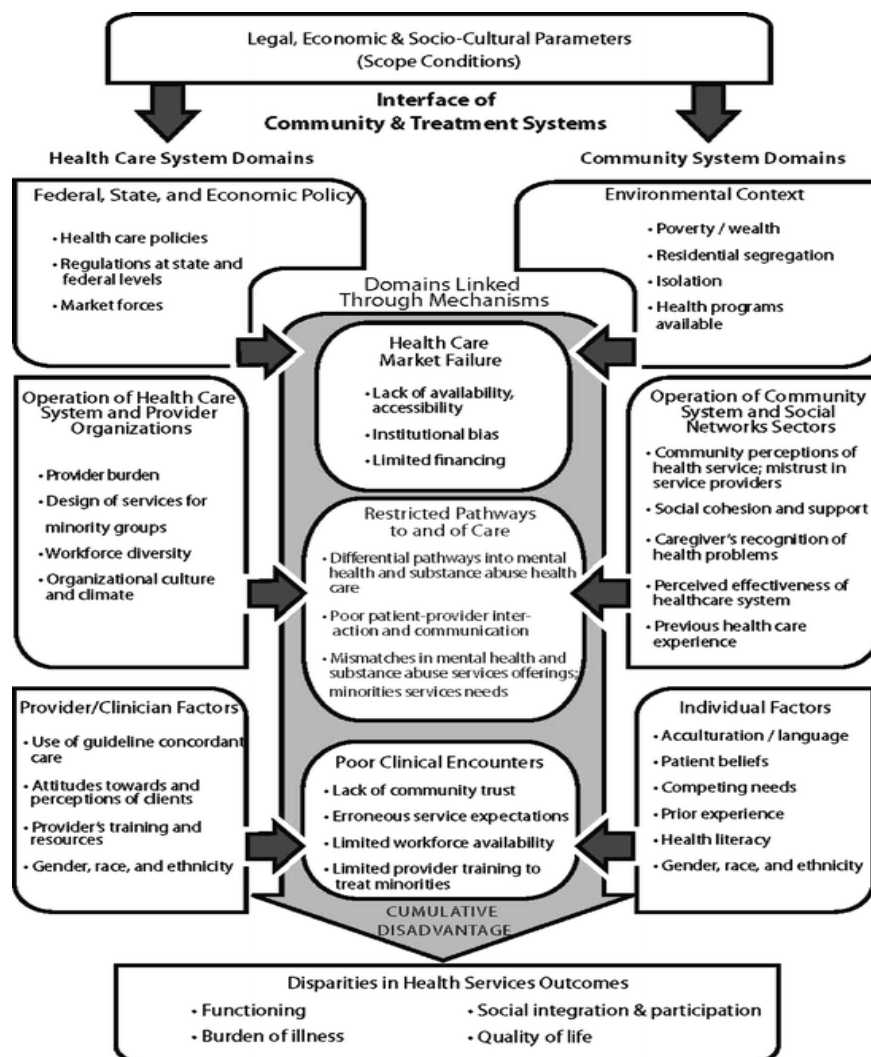 Legal, Economic & Socio-Cultural Parameters
(Scope Conditions)
Interface of
Community & Treatment Systems
Health Care System Domains
Federal, State, and Economic Policy
• Health care policies
• Regulations at state and
federal levels
• Market forces
Community System Domains
Environmental Context
• Poverty / wealth
• Residential segregation
• Isolation
• Health programs
available
Domains Linked
Through Mechanisms
Health Care
Market Failure
• Lack of availability,
accessibility
• Institutional bias
• Limited financing
Operation of Health Care
System and Provider
Organizations
• Provider burden
• Design of services for
minority groups
• Workforce diversity
• Organizational culture
and climate
Restricted Pathways
to and of Care
• Differential pathways into mental
health and substance abuse health
care
• Poor patient-provider inter-
action and communication
• Mismatches in mental health and
substance abuse services offerings;
minorities services needs
Operation of Community
System and Social
Networks Sectors
• Community perceptions of
health service; mistrust in
service providers
• Social cohesion and support
• Caregiver's recognition of
health problems
• Perceived effectiveness of
healthcare system
• Previous health care
experience
Provider/Clinician Factors
• Use of guideline concordant
care
• Attitudes towards and
perceptions of clients
• Provider's training and
resources
• Gender, race, and ethnicity
Poor Clinical Encounters
• Lack of community trust
• Erroneous service expectations
• Limited workforce availability
• Limited provider training to
treat minorities
Individual Factors
• Acculturation / language
• Patient beliefs
• Competing needs
• Prior experience
• Health literacy
• Gender, race, and ethnicity
CUMULATIVE
DISADVANTAGE
Disparities in Health Services Outcomes
• Functioning
• Burden of illness
• Social integration & participation
• Quality of life